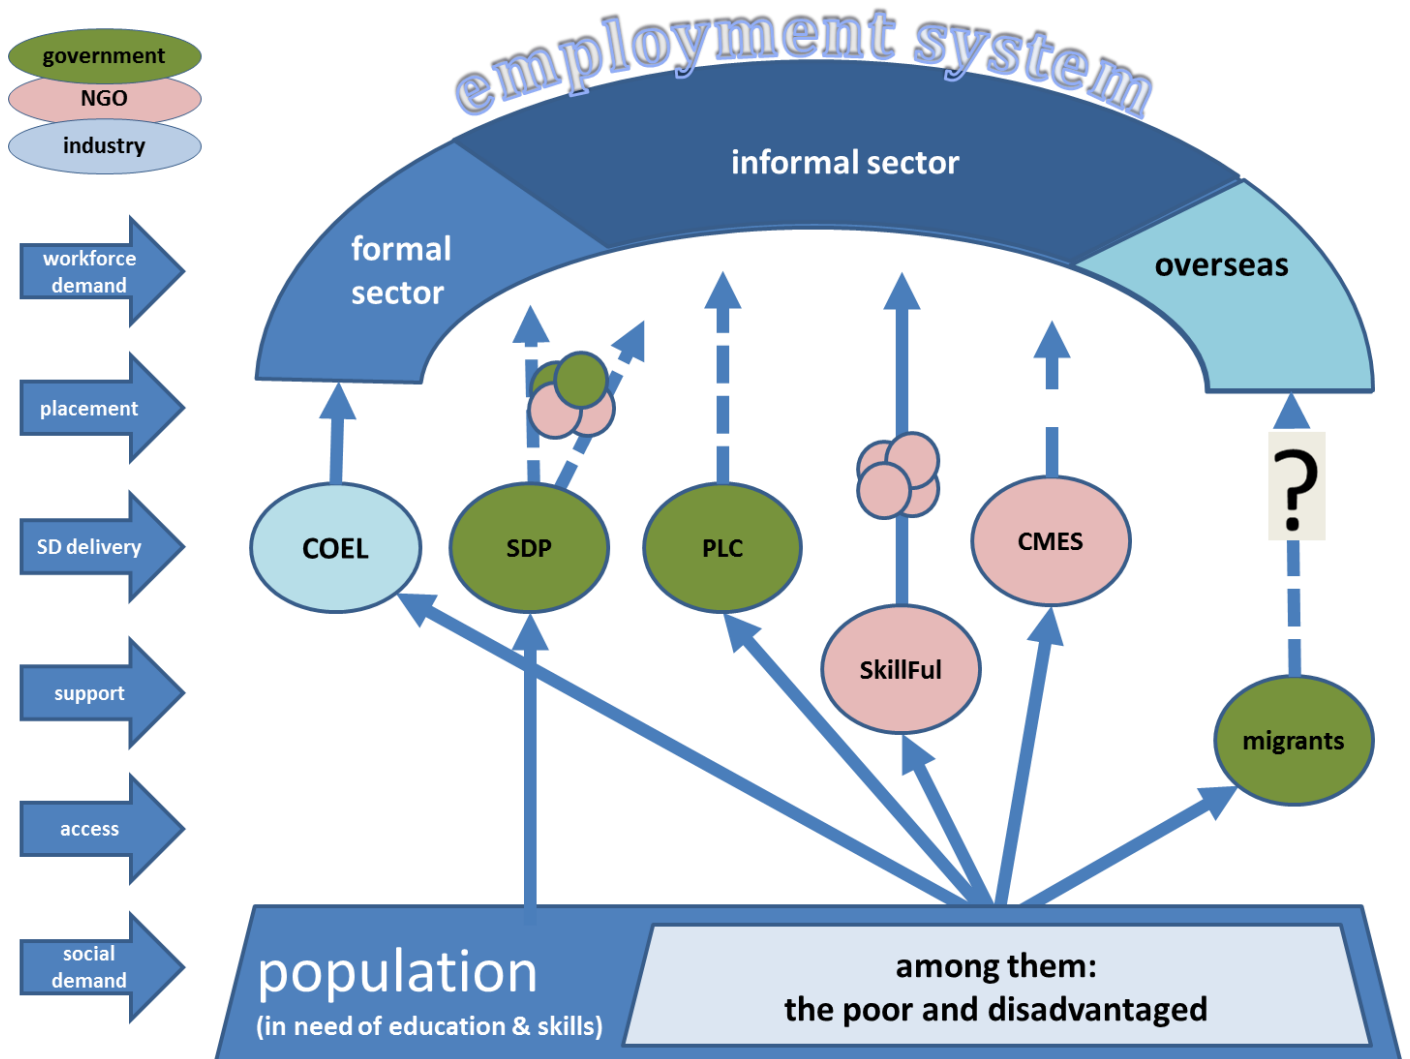 employment system
government
NGO
industry
informal sector
formal
sector
overseas
workforce
demand
placement
SD delivery
support
access
social
demand
COEL
SDP
PLC
SkillFul
CMES
?
migrants
population
(in need of education & skills)
among them:
the poor and disadvantaged